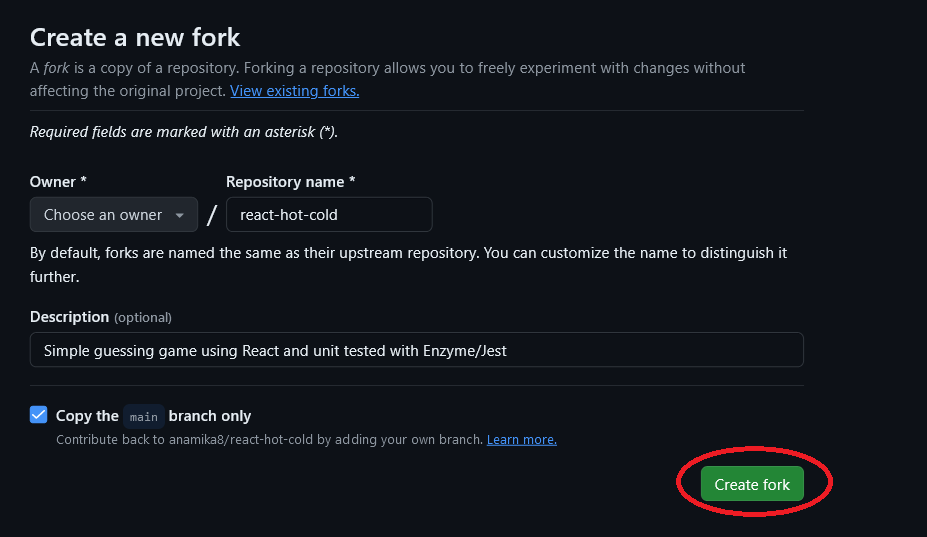 Create a new fork
A fork is a copy of a repository. Forking a repository allows you to freely experiment with changes without
affecting the original project. View existing forks.
Required fields are marked with an asterisk (*).
Owner * Repository name *
Choose an owner / react-hot-cold
By default, forks are named the same as their upstream repository. You can customize the name to distinguish it
further.
Description (optional)
Simple guessing game using React and unit tested with Enzyme/Jest
Copy the main branch only
Contribute back to anamika8/react-hot-cold by adding your own branch. Learn more.
Create fork